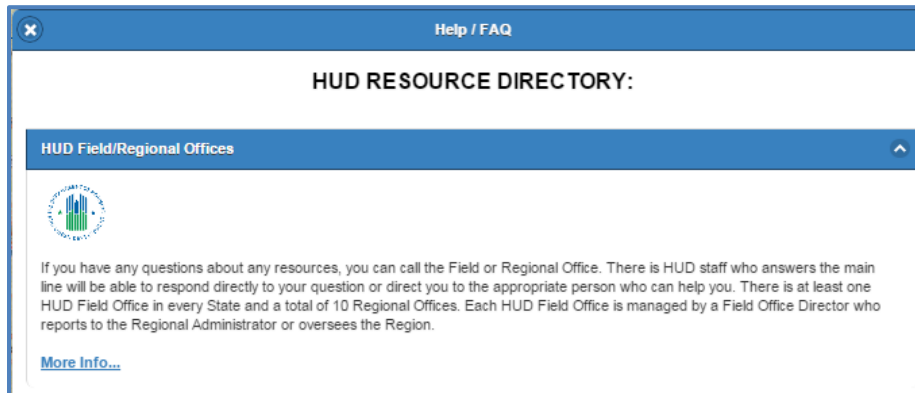 Help / FAQ
HUD RESOURCE DIRECTORY:
HUD Field/Regional Offices
If you have any questions about any resources, you can call the Field or Regional Office. There is HUD staff who answers the main
line will be able to respond directly to your question or direct you to the appropriate person who can help you. There is at least one
HUD Field Office in every State and a total of 10 Regional Offices. Each HUD Field Office is managed by a Field Office Director who
reports to the Regional Administrator or oversees the Region.
More Info...